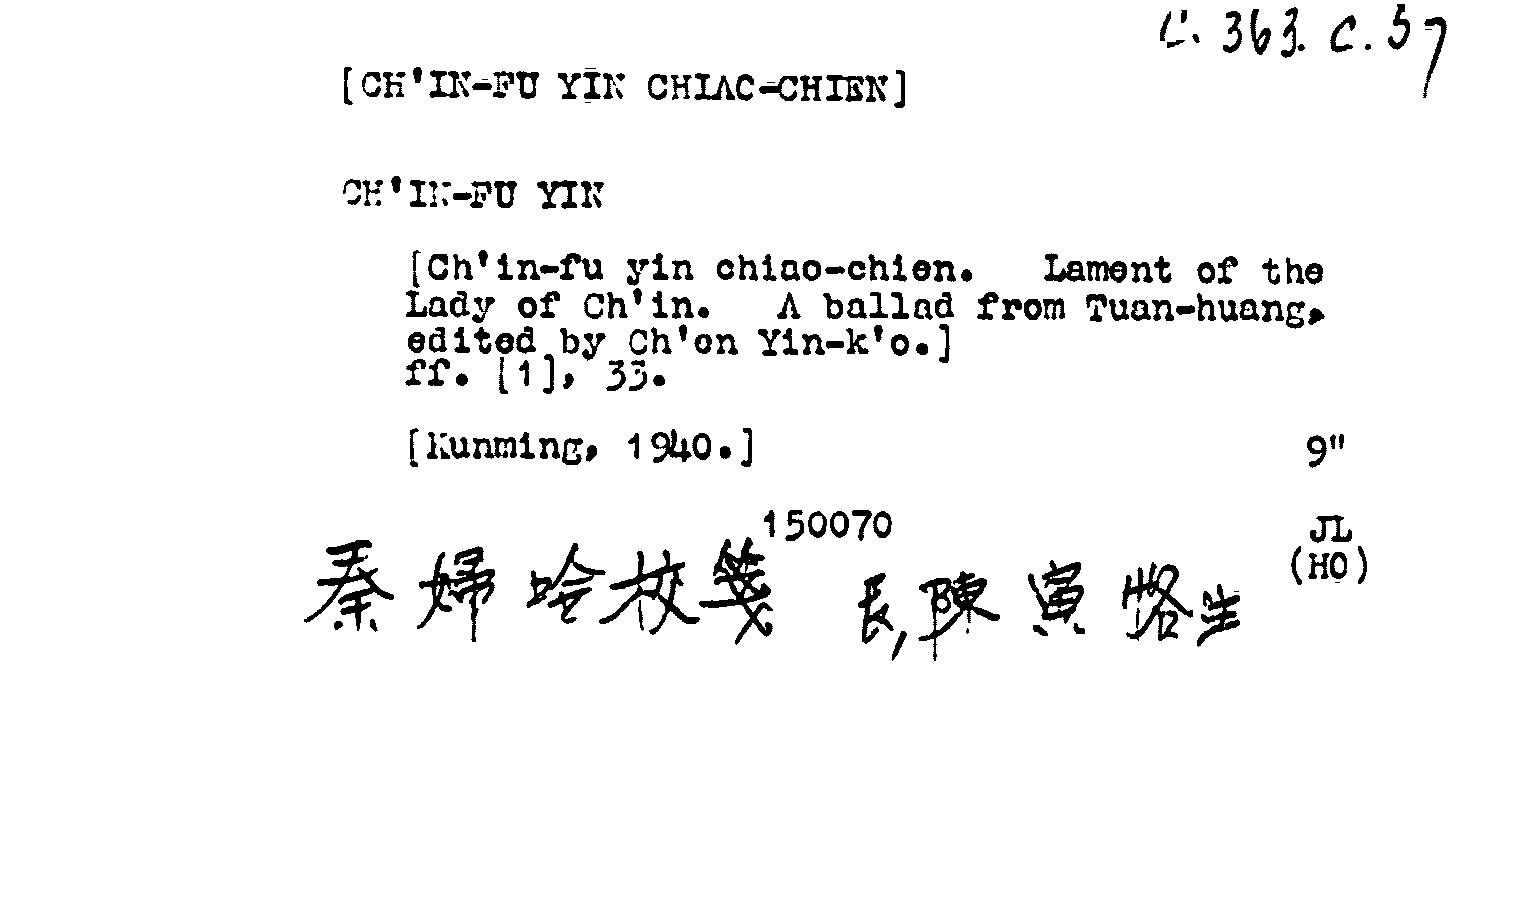 C. 363. c. 37
[CH'IN-FU YIN CHIAO-CHIEN]
CH'IN-FU YIN
[Ch'in-fu yin chiao-chien. Lament of the
Lady of Ch'in. A ballad from Tuan-huang,
edited by Ch'en Yin-k'o.]
ff. [1], 33.
[Kunming, 1940.]
9"
150070
JL
(HO)
秦婦唫校箋 長, 陳寅恪生